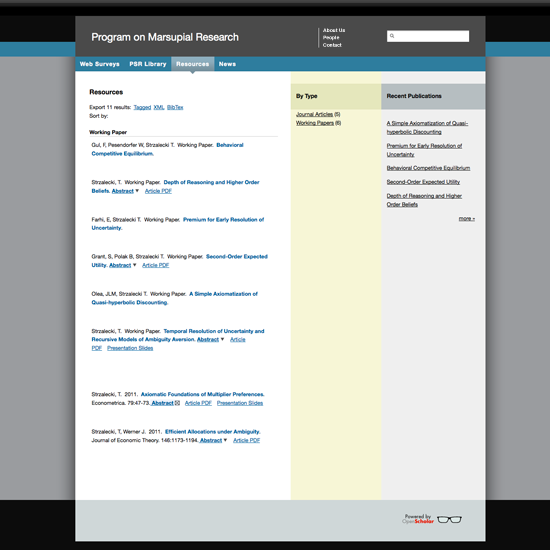 Program on Marsupial Research
About Us
People
Contact
Web Surveys PSR Library Resources News
Resources
Export 11 results: Tagged XML BibTex
Sort by:
Working Paper
Gul, F, Pesendorfer W, Strzalecki T. Working Paper. Behavioral
Competitive Equilibrium.
Strzalecki, T. Working Paper. Depth of Reasoning and Higher Order
Beliefs. Abstract Article PDF
Farhi, E, Strzalecki T. Working Paper. Premium for Early Resolution of
Uncertainty.
Grant, S, Polak B, Strzalecki T. Working Paper. Second-Order Expected
Utility. Abstract Article PDF
Olea, JLM, Strzalecki T. Working Paper. A Simple Axiomatization of
Quasi-hyperbolic Discounting.
Strzalecki, T. Working Paper. Temporal Resolution of Uncertainty and
Recursive Models of Ambiguity Aversion. Abstract Article
PDF Presentation Slides
Strzalecki, T. 2011. Axiomatic Foundations of Multiplier Preferences.
Econometrica. 79:47-73. Abstract Article PDF Presentation Slides
Strzalecki, T, Werner J. 2011. Efficient Allocations under Ambiguity.
Journal of Economic Theory. 146:1173-1194. Abstract Article PDF
By Type
Journal Articles (5)
Working Papers (6)
Recent Publications
A Simple Axiomatization of Quasi-
hyperbolic Discounting
Premium for Early Resolution of
Uncertainty
Behavioral Competitive Equilibrium
Second-Order Expected Utility
Depth of Reasoning and Higher
Order Beliefs
more »
Powered by
OpenScholar